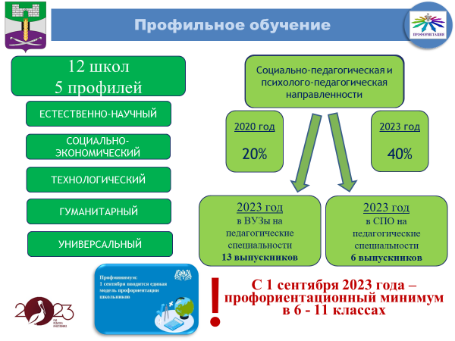 Профильное обучение
ПРОФОРИЕНТАЦИЯ
12 школ
5 профилей
ЕСТЕСТВЕННО-НАУЧНЫЙ
СОЦИАЛЬНО-
ЭКОНОМИЧЕСКИЙ
ТЕХНОЛОГИЧЕСКИЙ
ГУМАНИТАРНЫЙ
УНИВЕРСАЛЬНЫЙ
Социально-педагогическая и
психолого-педагогическая
направленности
2020 год
20%
2023 год
40%
2023 год
в ВУЗы на
педагогические
специальности
13 выпускников
2023 год
в СПО на
педагогические
специальности
6 выпускников
Профминимум:
1 сентября вводится единая
модель профориентации
школьников
2023
!
С 1 сентября 2023 года –
профориентационный минимум
в 6 - 11 классах